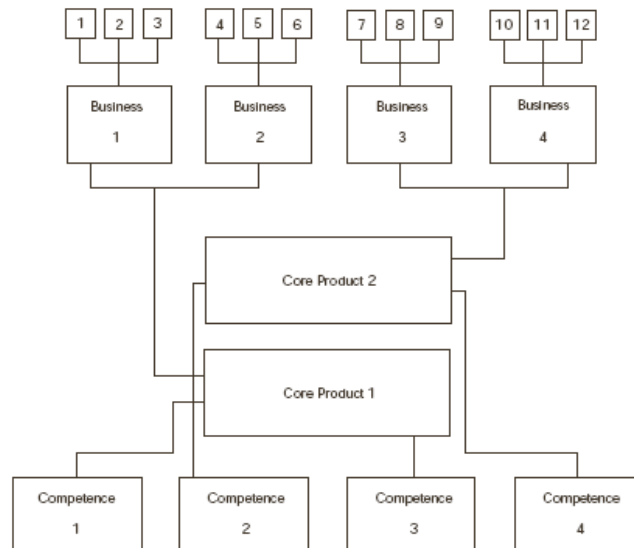 1 2 3 4 5 6 7 8 9 10 11 12
Business Business Business Business
1 2 3 4
Core Product 2
Core Product 1
Competence Competence Competence Competence
1 2 3 4